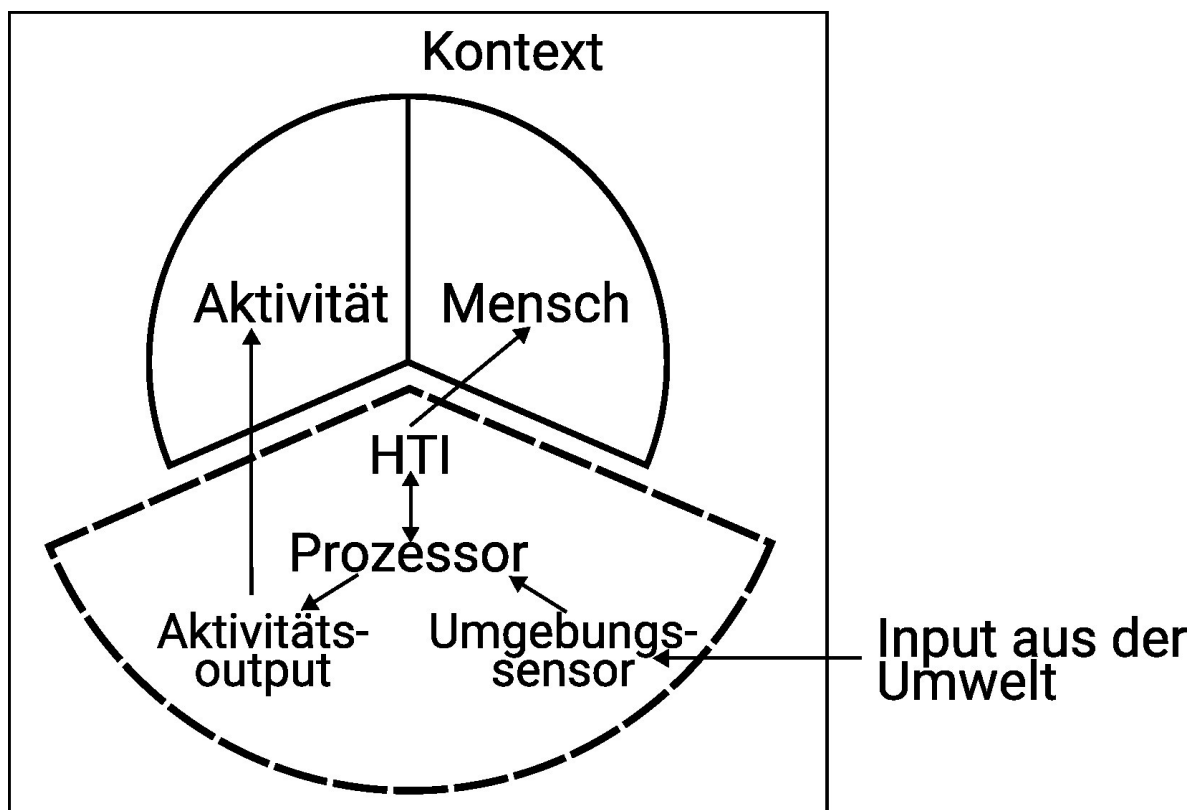 Kontext
Aktivität
Mensch
HTI
Prozessor
Aktivitäts-
output
Umgebungs-
sensor
Input aus der
Umwelt